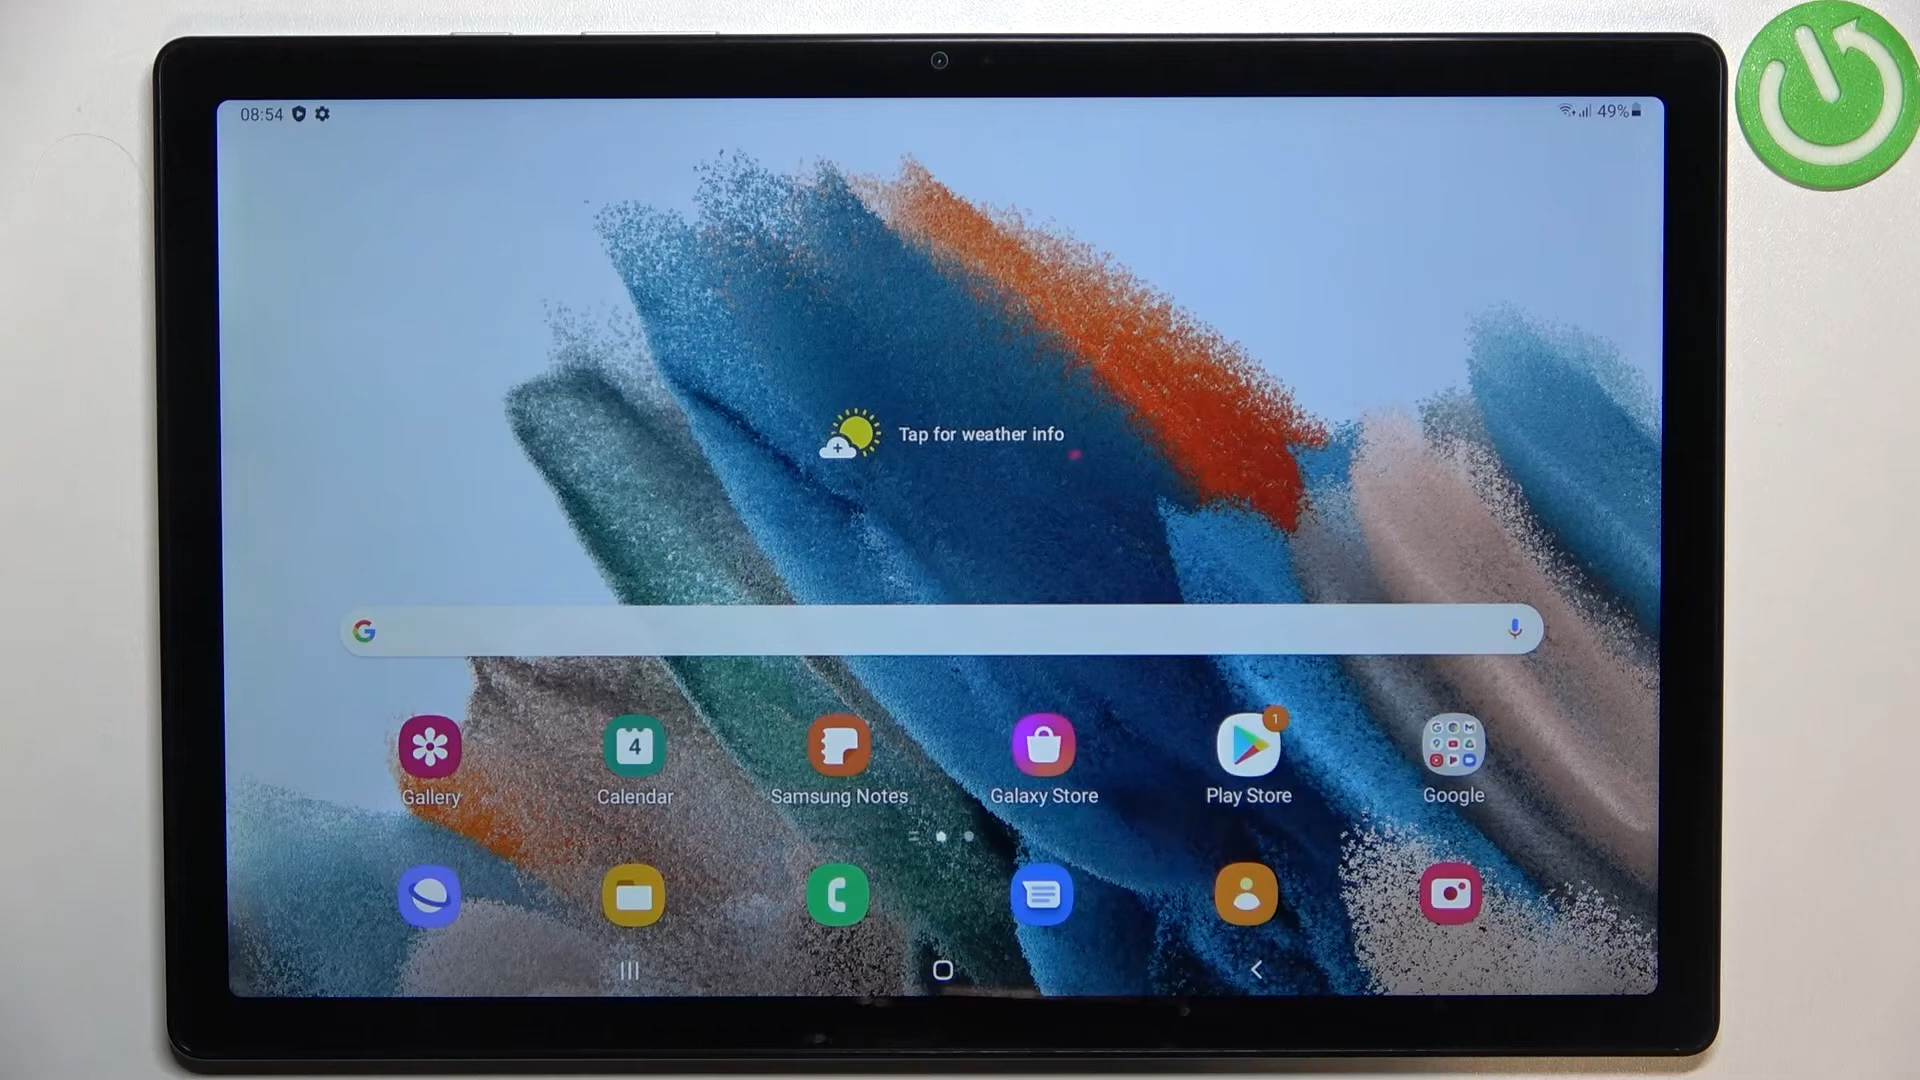 08:54
49%
Tap for weather info
1
4
Gallery
Calendar
Samsung Notes
Galaxy Store
Play Store
Google